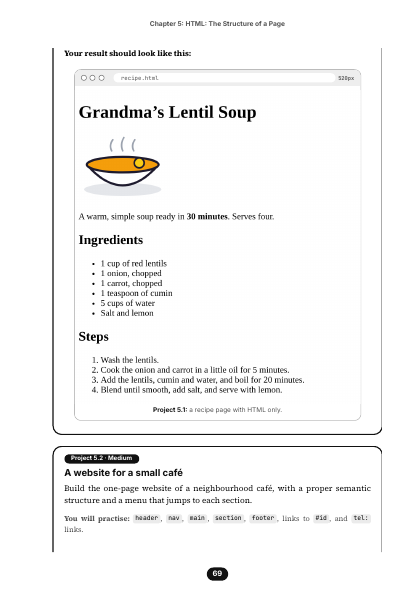 Chapter 5: HTML: The Structure of a Page
Your result should look like this:
recipe.html
520px
Grandma's Lentil Soup
A warm, simple soup ready in 30 minutes. Serves four.
Ingredients
• 1 cup of red lentils
• 1 onion, chopped
• 1 carrot, chopped
• 1 teaspoon of cumin
• 5 cups of water
• Salt and lemon
Steps
1. Wash the lentils.
2. Cook the onion and carrot in a little oil for 5 minutes.
3. Add the lentils, cumin and water, and boil for 20 minutes.
4. Blend until smooth, add salt, and serve with lemon.
Project 5.1: a recipe page with HTML only.
Project 5.2 · Medium
A website for a small café
Build the one-page website of a neighbourhood café, with a proper semantic
structure and a menu that jumps to each section.
You will practise: header, nav, main, section, footer, links to #id, and tel:
links.
69